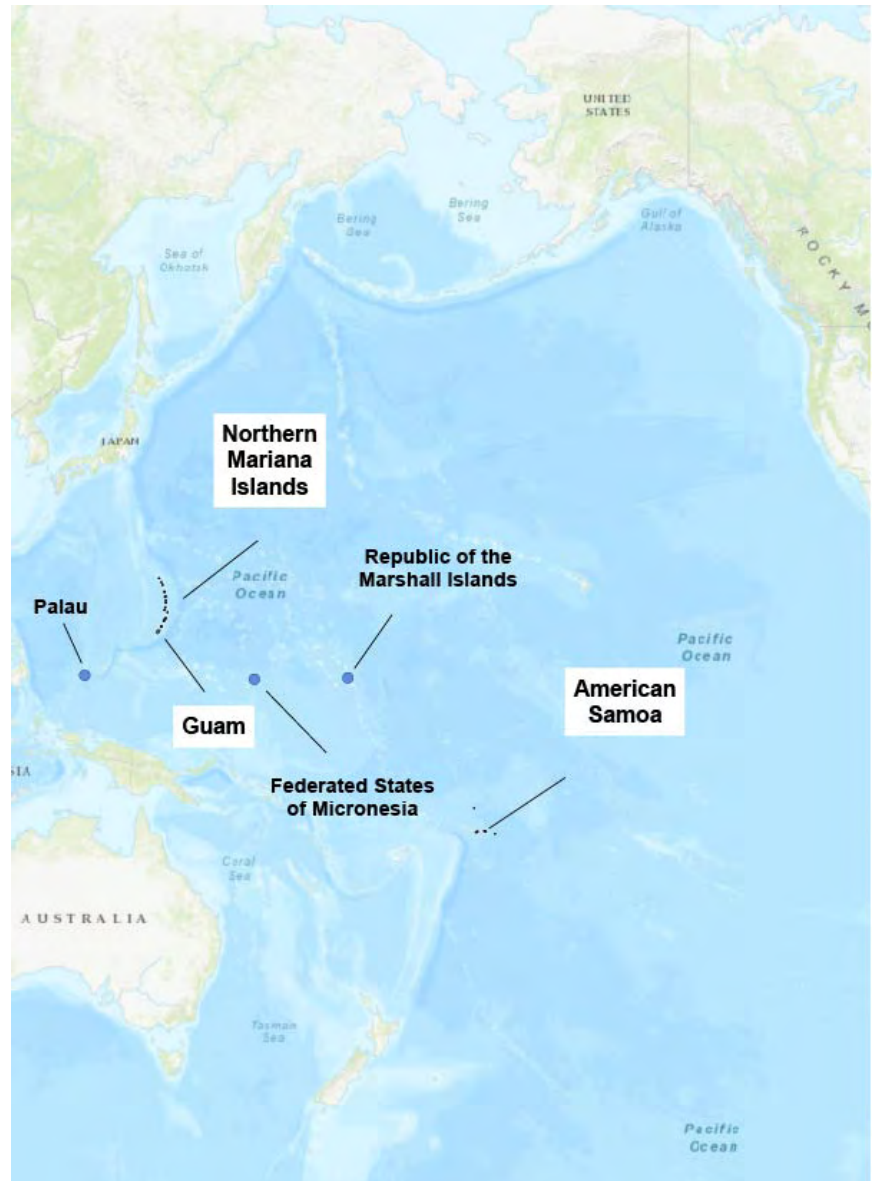 UNITED
STATES
Bering
Sea
Bering
Sea
Gulf of
Alaska
Sea of
Okhotsk
ROCKY M
JAPAN
Northern
Mariana
Islands
Republic of the
Marshall Islands
Pacific
Ocean
Palau
Pacific
Ocean
American
Samoa
Guam
SIA
Federated States
of Micronesia
Coral
Sea
AUSTRALIA
Tasman
Sea
Pacific
Ocean